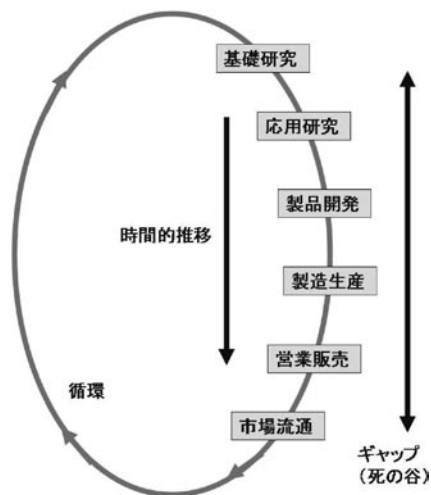 基礎研究
応用研究
製品開発
時間的推移
製造生産
営業販売
循環
市場流通
ギャップ
（死の谷）